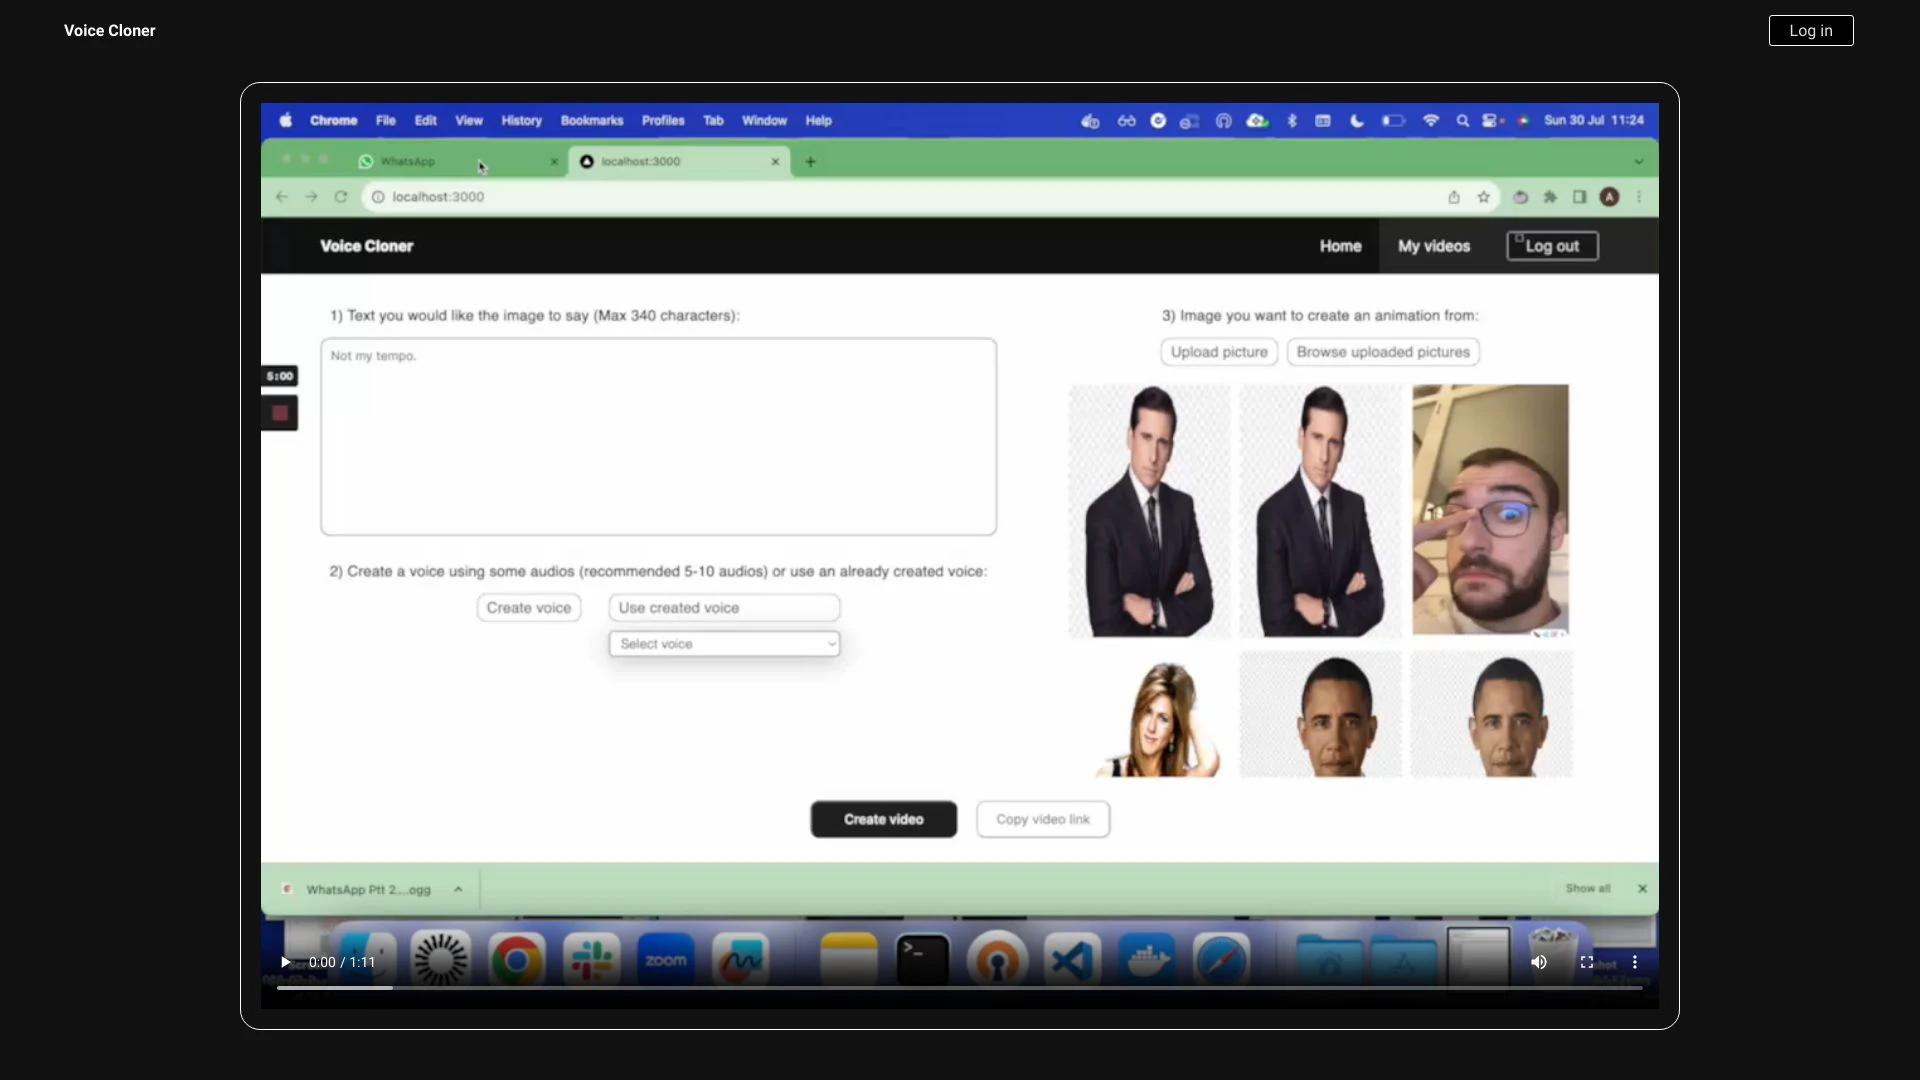 Voice Cloner
Log in
Chrome File Edit View History Bookmarks Profiles Tab Window Help
Sun 30 Jul 11:24
WhatsApp
localhost:3000
localhost:3000
A
Voice Cloner
Home
My videos
Log out
1) Text you would like the image to say (Max 340 characters):
Not my tempo.
5:00
2) Create a voice using some audios (recommended 5-10 audios) or use an already created voice:
Create voice
Use created voice
Select voice
3) Image you want to create an animation from:
Upload picture
Browse uploaded pictures
Create video
Copy video link
WhatsApp Ptt 2....ogg
Show all
zoom
0:00 / 1:11